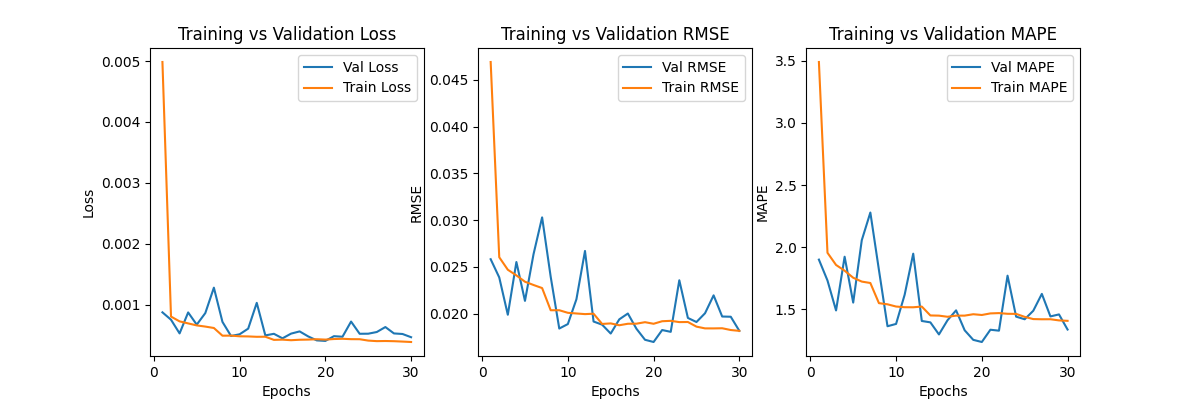 Training vs Validation Loss
Val Loss
Train Loss
0.005
0.004
0.003
0.002
0.001
Loss
0
10
20
30
Epochs
Training vs Validation RMSE
Val RMSE
Train RMSE
0.045
0.040
0.035
0.030
0.025
0.020
RMSE
0
10
20
30
Epochs
Training vs Validation MAPE
Val MAPE
Train MAPE
3.5
3.0
2.5
2.0
1.5
MAPE
0
10
20
30
Epochs